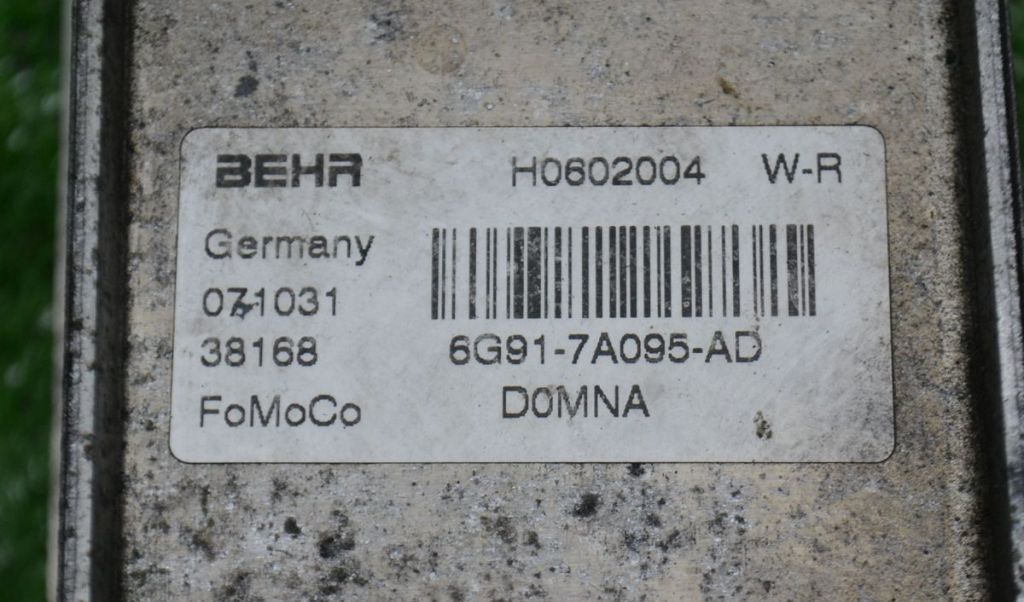 BEHR H0602004 W-R
Germany
071031
38168 6G91-7A095-AD
FoMoCo D0MNA